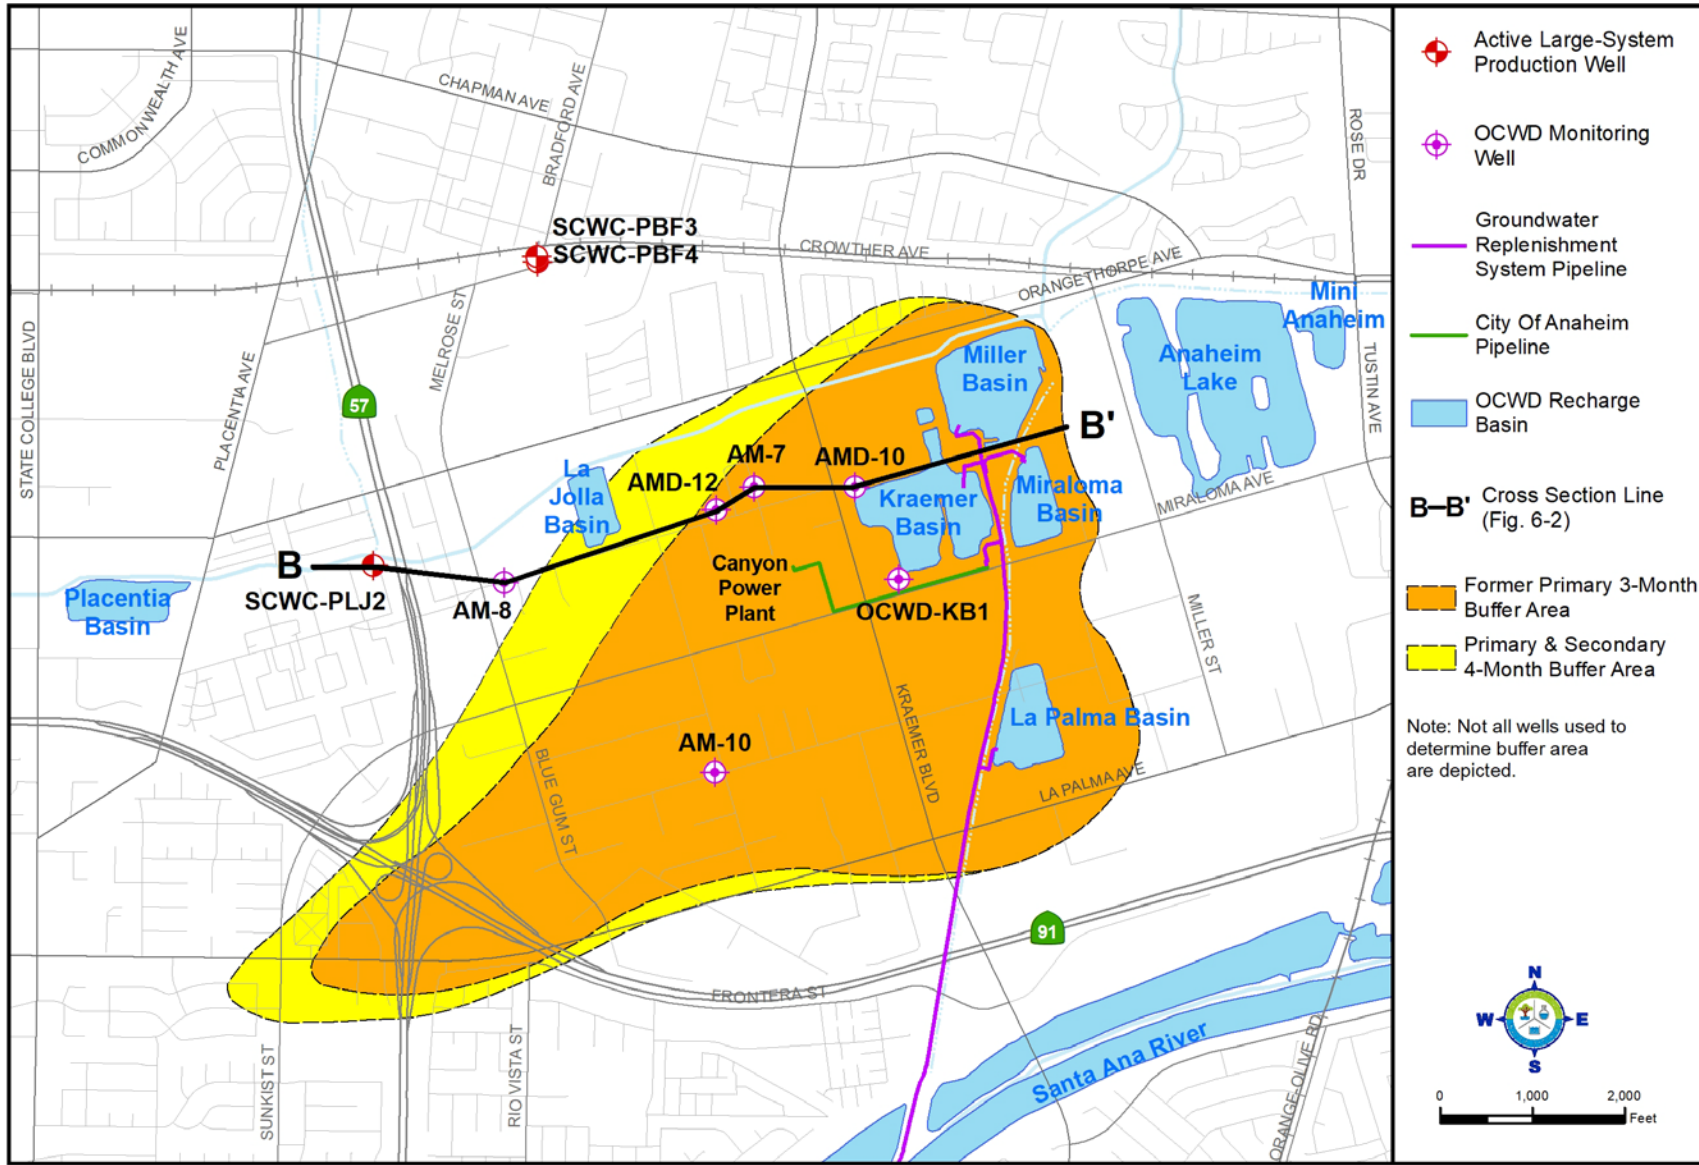 COMMONWEALTH AVE
CHAPMAN AVE
BRADFORD AVE
ROSE DR
SCWC-PBF3
SCWC-PBF4
CROWTHER AVE
ORANGETHORPE AVE
Mini
Anaheim
STATE COLLEGE BLVD
PLACENTIA AVE
MELROSE ST
57
Miller
Basin
Anaheim
Lake
TUSTIN AVE
B'
La
Jolla
Basin
AMD-12
AM-7
AMD-10
Kraemer
Basin
Miraloma
Basin
MIRALOMA AVE
B
SCWC-PLJ2
AM-8
Placentia
Basin
Canyon
Power
Plant
OCWD-KB1
MILLER ST
La Palma Basin
KRAEMER BLVD
AM-10
BLUE GUM ST
LA PALMA AVE
91
FRONTERA ST
SUNKIST ST
RIO VISTA ST
Santa Ana River
ORANGE-OLIVE RD
Active Large-System
Production Well
OCWD Monitoring
Well
Groundwater
Replenishment
System Pipeline
City Of Anaheim
Pipeline
OCWD Recharge
Basin
B–B' Cross Section Line
(Fig. 6-2)
Former Primary 3-Month
Buffer Area
Primary & Secondary
4-Month Buffer Area
Note: Not all wells used to
determine buffer area
are depicted.
N
W E
S
0 1,000 2,000
Feet